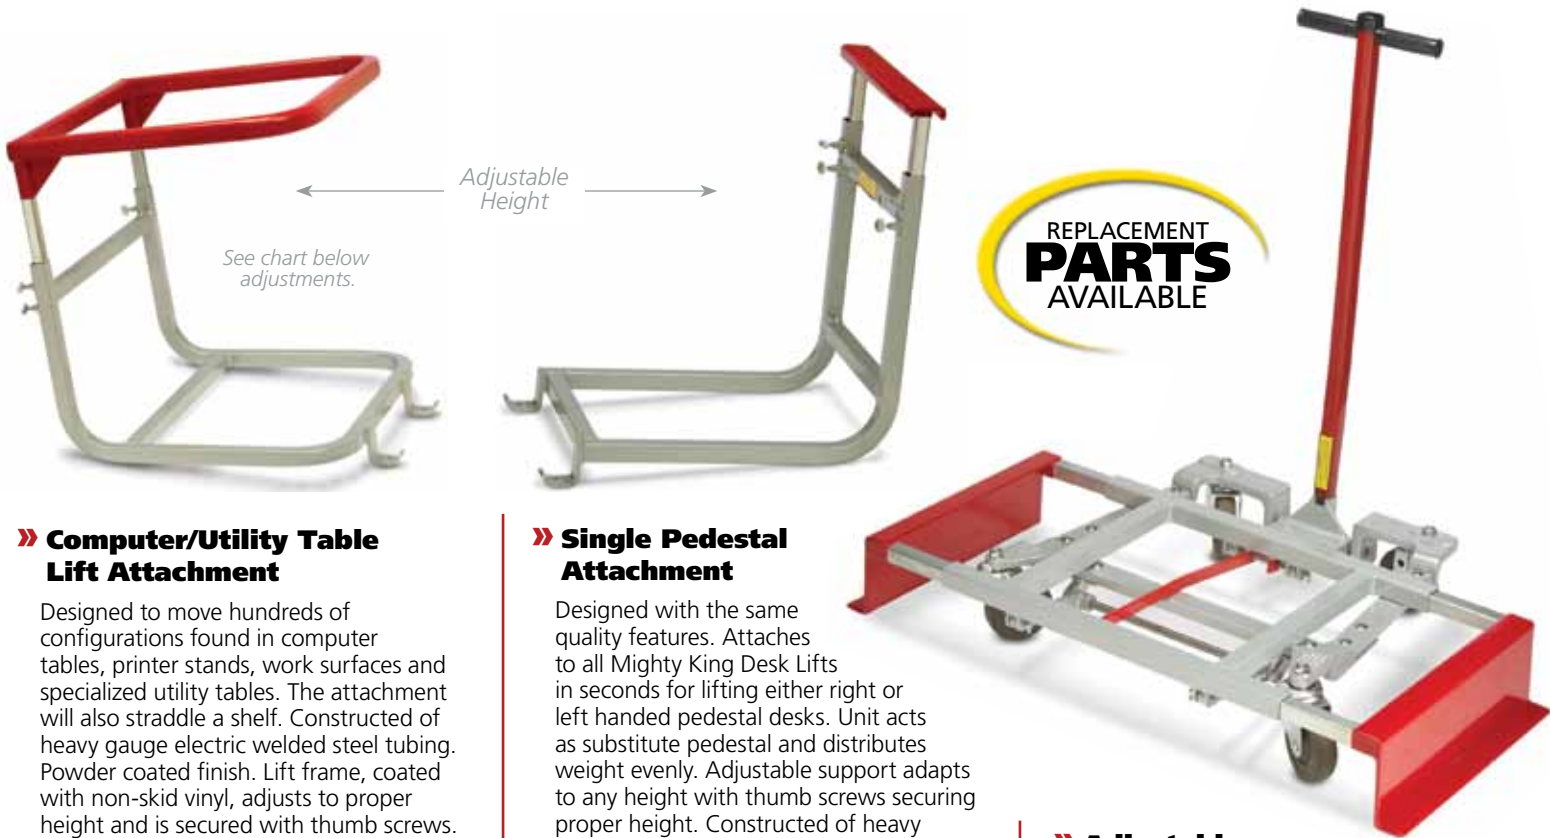 Adjustable
Height
See chart below
adjustments.
REPLACEMENT
PARTS
AVAILABLE
» Computer/Utility Table
Lift Attachment
Designed to move hundreds of
configurations found in computer
tables, printer stands, work surfaces and
specialized utility tables. The attachment
will also straddle a shelf. Constructed of
heavy gauge electric welded steel tubing.
Powder coated finish. Lift frame, coated
with non-skid vinyl, adjusts to proper
height and is secured with thumb screws.
» Single Pedestal
Attachment
Designed with the same
quality features. Attaches
to all Mighty King Desk Lifts
in seconds for lifting either right or
left handed pedestal desks. Unit acts
as substitute pedestal and distributes
weight evenly. Adjustable support adapts
to any height with thumb screws securing
proper height. Constructed of heavy